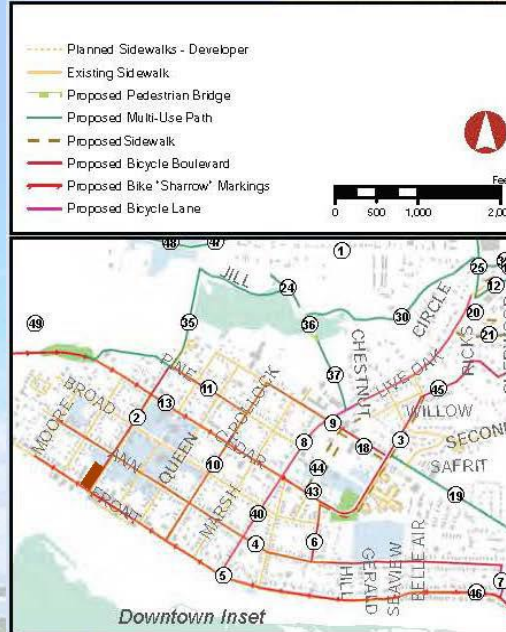 Planned Sidewalks - Developer
Existing Sidewalk
Proposed Pedestrian Bridge
Proposed Multi-Use Path
Proposed Sidewalk
Proposed Bicycle Boulevard
Proposed Bike "Sharrow" Markings
Proposed Bicycle Lane
Fee
0 500 1,000 2,00
48 47
1
JILL
25
24
12
49
35
36
30
CIRCLE
20
RICKS
21
PINE
37
CHESTNUT
LIVE OAK
BROAD
11
POLLOCK
45
MOORE
2
13
9
WILLOW
8
18
3
SECOND
CEDAR
QUEEN
10
44
SAFRIT
ANN
43
19
FRONT
MARSH
40
4
6
BELLE AIR
SEAVIEW
GERALD
HILL
5
7
46
Downtown Inset